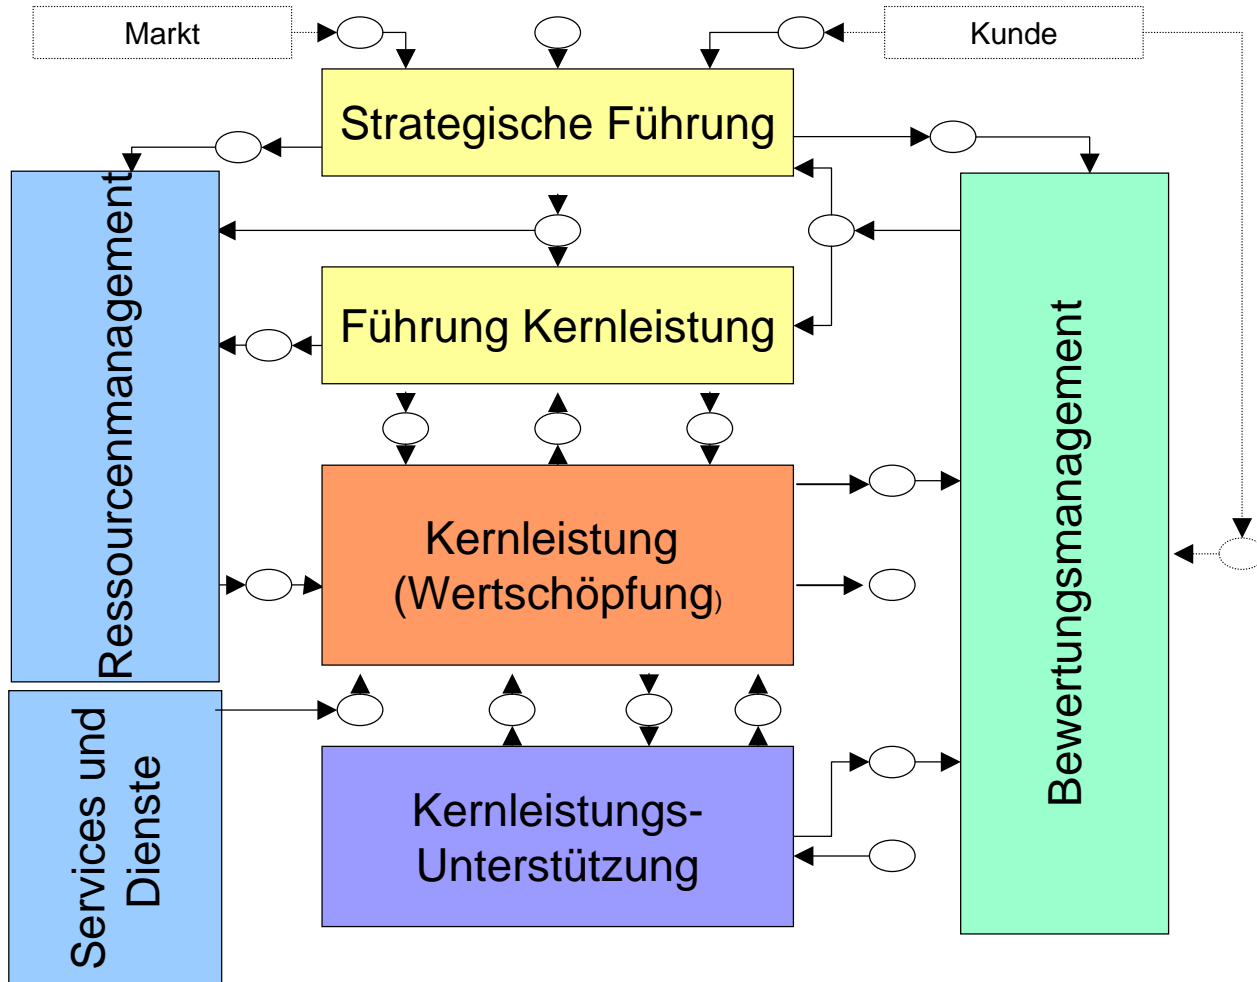 Markt
Kunde
Strategische Führung
Ressourcenmanagement
Führung Kernleistung
Bewertungsmanagement
Kernleistung
(Wertschöpfung)
Services und
Dienste
Kernleistungs-
Unterstützung